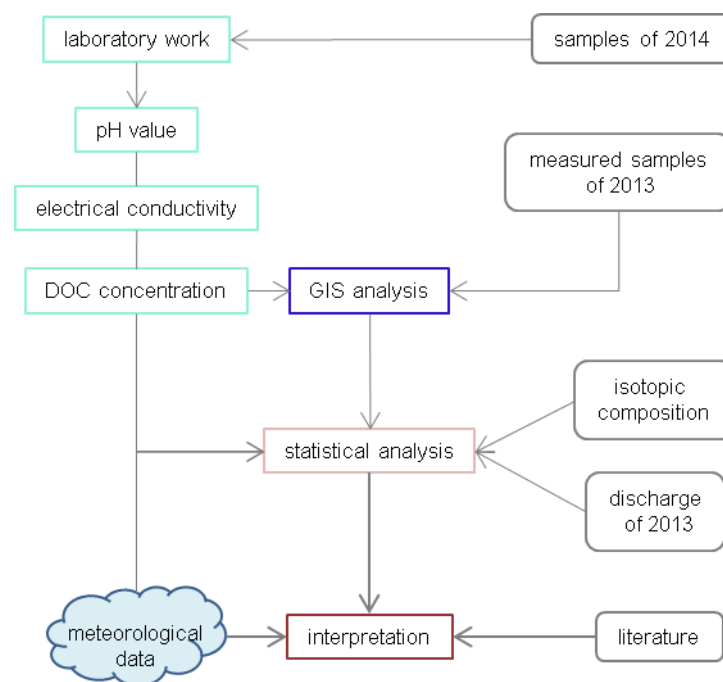 laboratory work
samples of 2014
pH value
measured samples
of 2013
electrical conductivity
DOC concentration
GIS analysis
isotopic
composition
statistical analysis
discharge
of 2013
meteorological
data
interpretation
literature